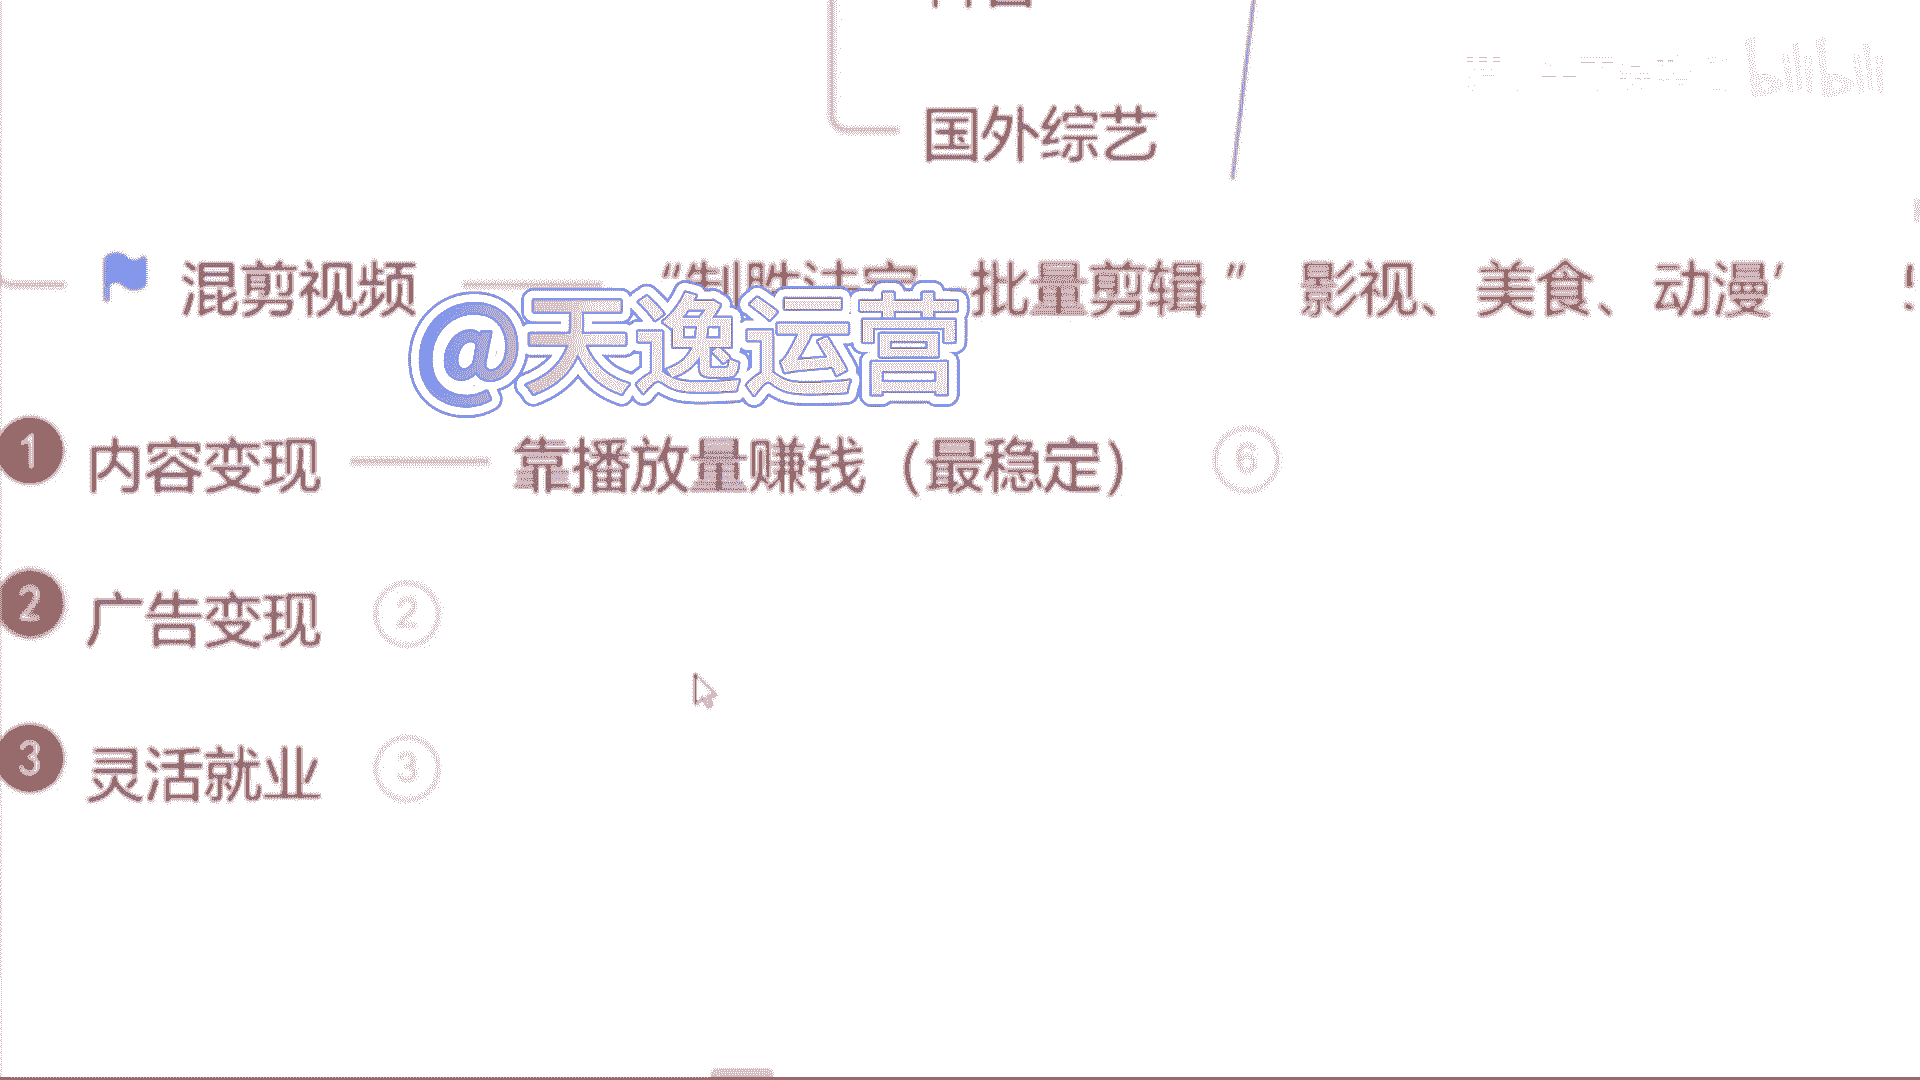 国外综艺
bilibili
混剪视频 “制胜法宝 批量剪辑 ” 影视、美食、动漫’
@天逸运营
1 内容变现 靠播放量赚钱（最稳定） 6
2 广告变现 2
3 灵活就业 3